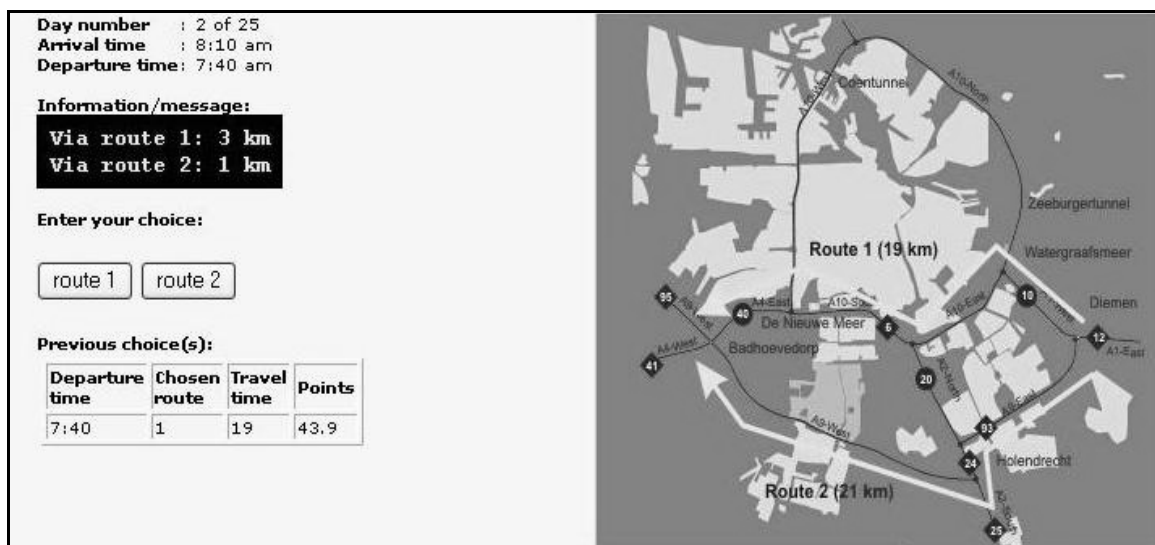 Day number : 2 of 25
Arrival time : 8:10 am
Departure time: 7:40 am
Information/message:
Via route 1: 3 km
Via route 2: 1 km
Enter your choice:
route 1 route 2
Previous choice(s):
Departure time Chosen route Travel time Points
7:40 1 19 43.9
Coentunnel
A10-North
Zeeburgertunnel
Watergraafsmeer
Route 1 (19 km)
95
A9-West
40
A4-East
A10-East
10
Diemen
De Nieuwe Meer
6
12
A1-East
41
A4-West
Badhoevedorp
20
A2-North
A9-East
93
A9-West
24
Holendrecht
Route 2 (21 km)
A2-South
25